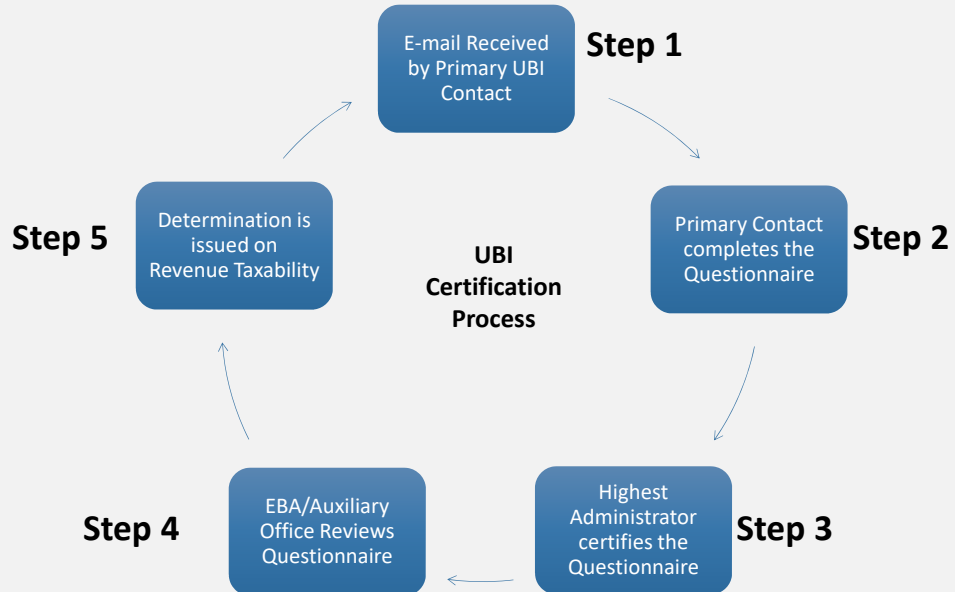 E-mail Received
by Primary UBI
Contact
Step 1
Primary Contact
completes the
Questionnaire
Step 2
Highest
Administrator
certifies the
Questionnaire
Step 3
EBA/Auxiliary
Office Reviews
Questionnaire
Step 4
Determination is
issued on
Revenue Taxability
Step 5
UBI
Certification
Process